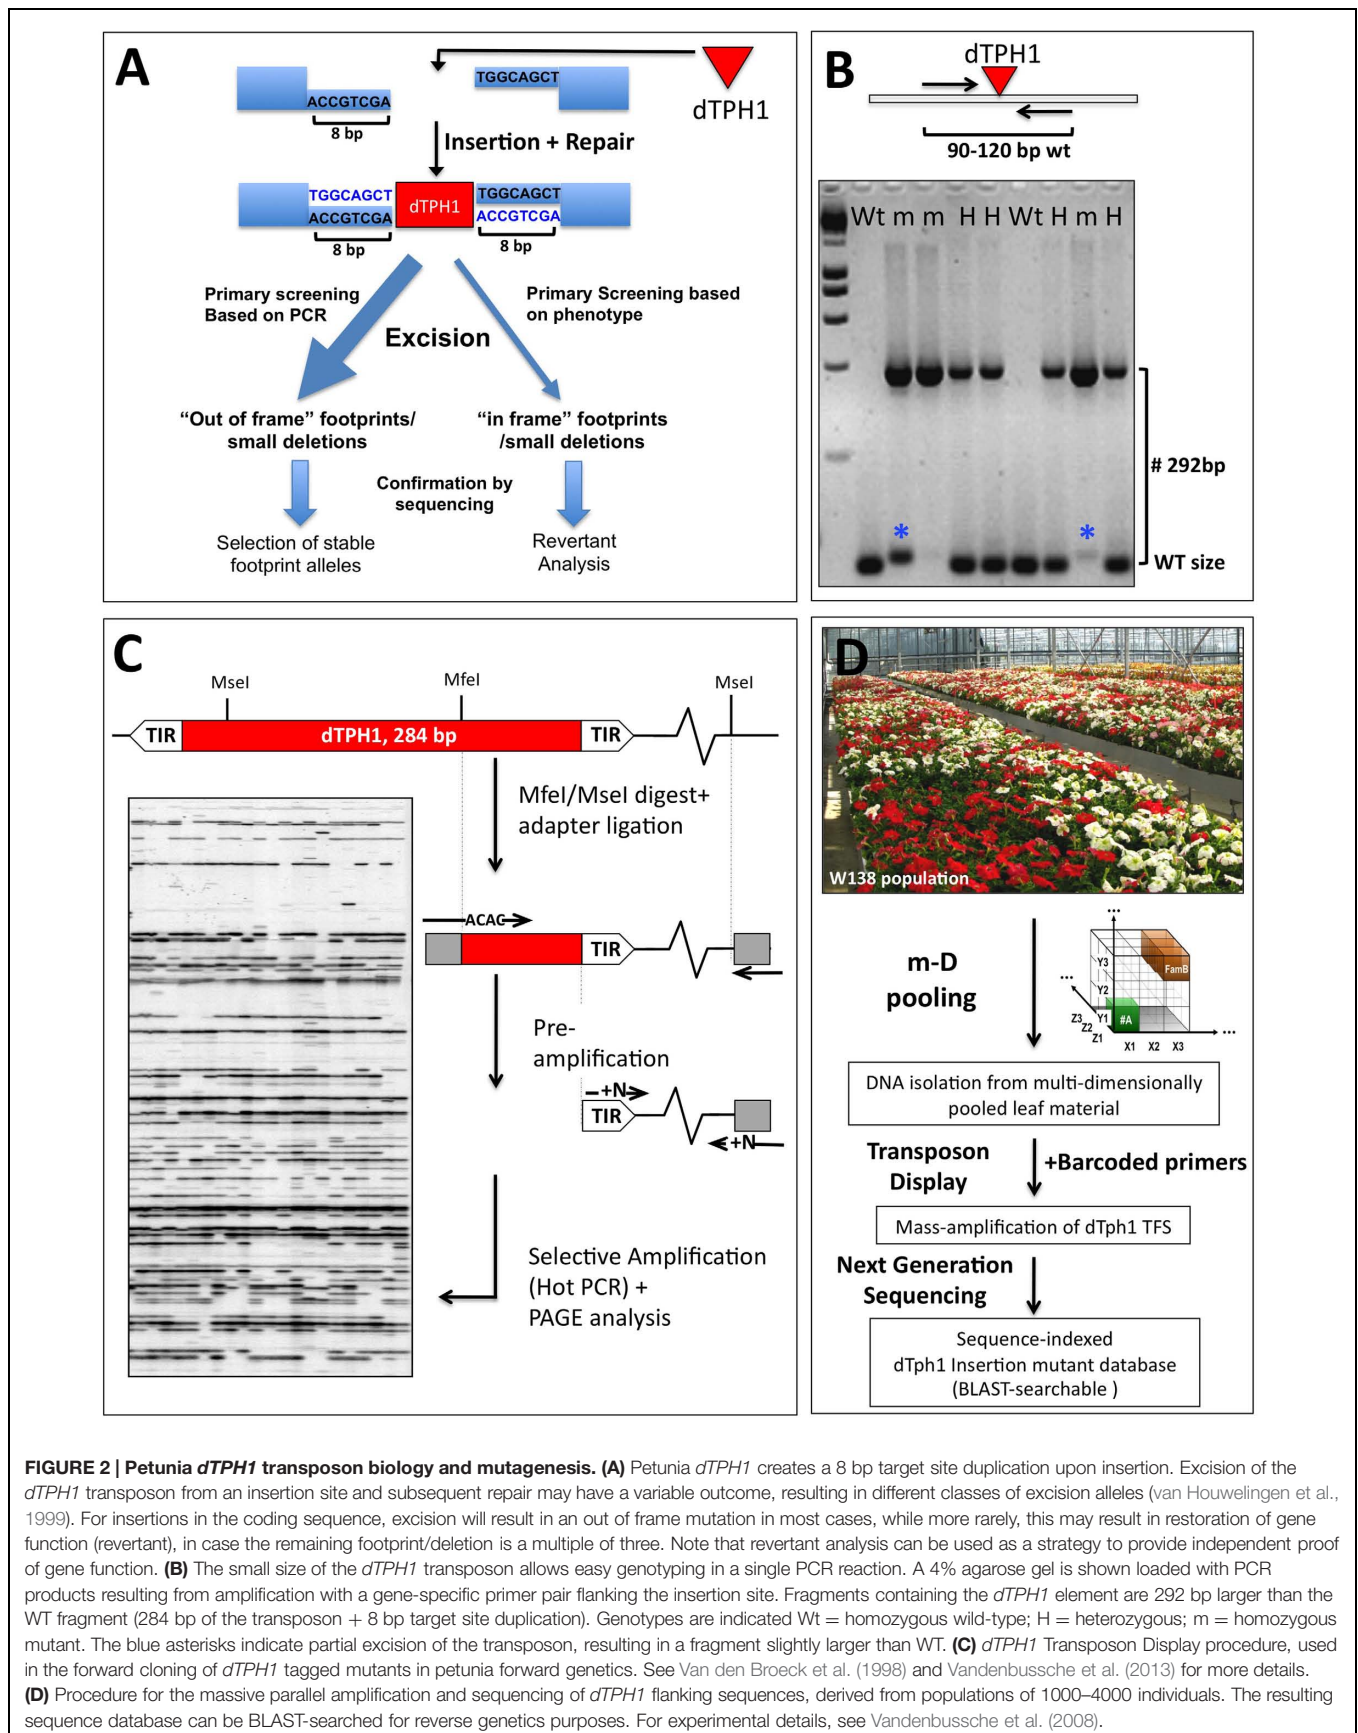 A
TGGCAGCT
ACCGTCGA
8 bp
dTPH1
Insertion + Repair
TGGCAGCT
ACCGTCGA
dTPH1
TGGCAGCT
ACCGTCGA
8 bp
8 bp
Primary screening
Based on PCR
Primary Screening based
on phenotype
Excision
“Out of frame” footprints/
small deletions
“in frame” footprints
/small deletions
Confirmation by
sequencing
Selection of stable
footprint alleles
Revertant
Analysis
B
dTPH1
90-120 bp wt
Wt m m H H Wt H m H
# 292bp
* *
WT size
C
MseI
MfeI
MseI
TIR
dTPH1, 284 bp
TIR
MfeI/MseI digest+
adapter ligation
ACAG
TIR
Pre-
amplification
+N
TIR
+N
Selective Amplification
(Hot PCR) +
PAGE analysis
D
W138 population
m-D
pooling
...
Y3
FamB
...
Y2
Z3
Y1
#A
Z2
...
Z1
X1 X2 X3
DNA isolation from multi-dimensionally
pooled leaf material
Transposon
Display
+Barcoded primers
Mass-amplification of dTph1 TFS
Next Generation
Sequencing
Sequence-indexed
dTph1 Insertion mutant database
(BLAST-searchable )
FIGURE 2 | Petunia dTPH1 transposon biology and mutagenesis. (A) Petunia dTPH1 creates a 8 bp target site duplication upon insertion. Excision of the
dTPH1 transposon from an insertion site and subsequent repair may have a variable outcome, resulting in different classes of excision alleles (van Houwelingen et al.,
1999). For insertions in the coding sequence, excision will result in an out of frame mutation in most cases, while more rarely, this may result in restoration of gene
function (revertant), in case the remaining footprint/deletion is a multiple of three. Note that revertant analysis can be used as a strategy to provide independent proof
of gene function. (B) The small size of the dTPH1 transposon allows easy genotyping in a single PCR reaction. A 4% agarose gel is shown loaded with PCR
products resulting from amplification with a gene-specific primer pair flanking the insertion site. Fragments containing the dTPH1 element are 292 bp larger than the
WT fragment (284 bp of the transposon + 8 bp target site duplication). Genotypes are indicated Wt = homozygous wild-type; H = heterozygous; m = homozygous
mutant. The blue asterisks indicate partial excision of the transposon, resulting in a fragment slightly larger than WT. (C) dTPH1 Transposon Display procedure, used
in the forward cloning of dTPH1 tagged mutants in petunia forward genetics. See Van den Broeck et al. (1998) and Vandenbussche et al. (2013) for more details.
(D) Procedure for the massive parallel amplification and sequencing of dTPH1 flanking sequences, derived from populations of 1000–4000 individuals. The resulting
sequence database can be BLAST-searched for reverse genetics purposes. For experimental details, see Vandenbussche et al. (2008).